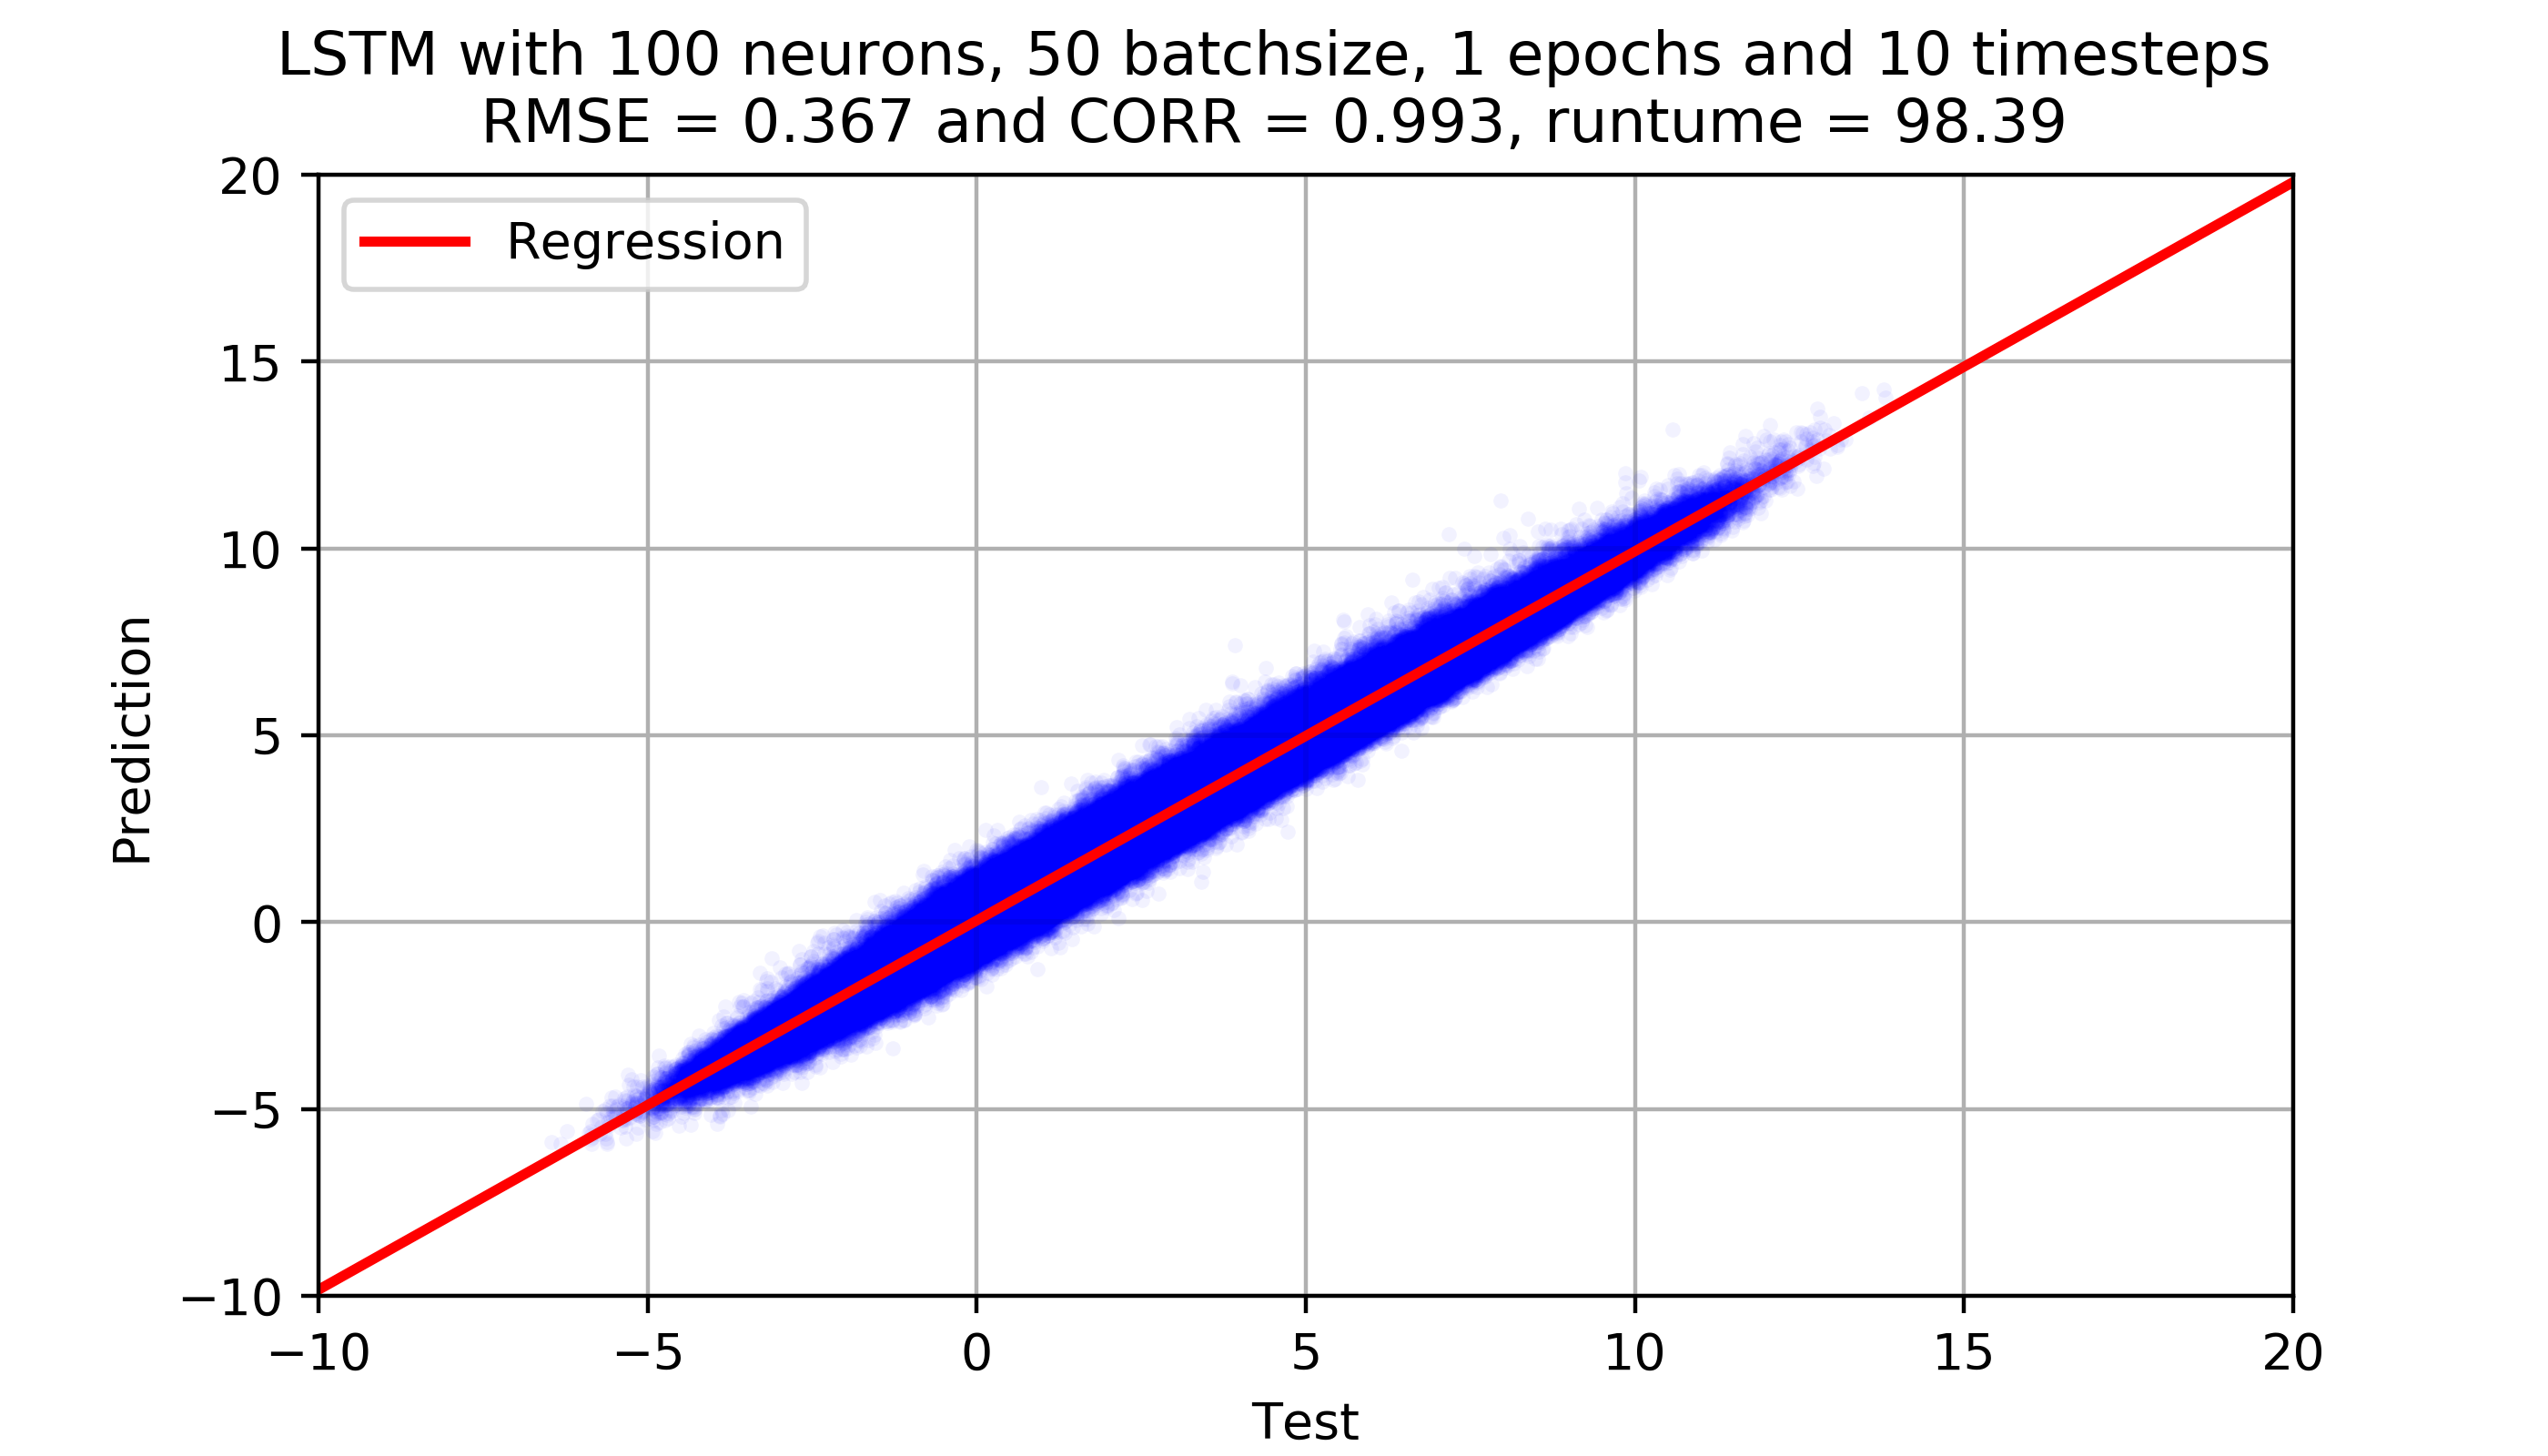 LSTM with 100 neurons, 50 batchsize, 1 epochs and 10 timesteps
RMSE = 0.367 and CORR = 0.993, runtume = 98.39
Regression
20
15
10
5
0
−5
−10
Prediction
−10
−5
0
5
10
15
20
Test